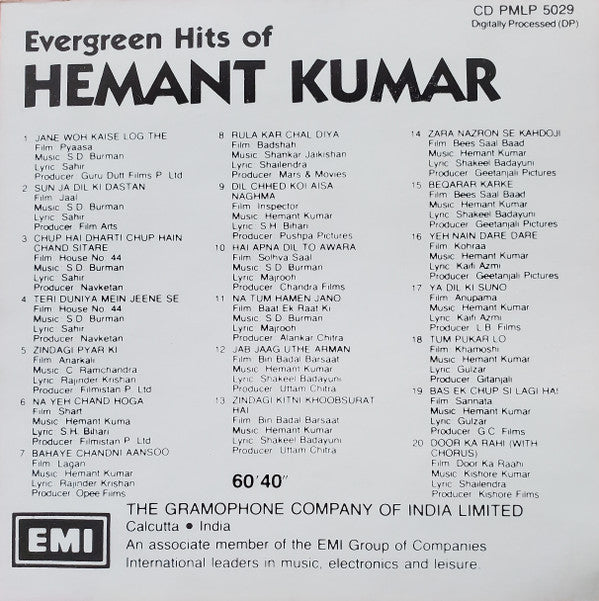 CD PMLP 5029
Digitally Processed (DP)
Evergreen Hits of
HEMANT KUMAR
1 JANE WOH KAISE LOG THE
Film Pyaasa
Music S.D. Burman
Lyric Sahir
Producer Guru Dutt Films P. Ltd
2 SUN JA DIL KI DASTAN
Film Jaal
Music S.D. Burman
Lyric Sahir
Producer Film Arts
3 CHUP HAI DHARTI CHUP HAIN
CHAND SITARE
Film House No. 44
Music S.D. Burman
Lyric Sahir
Producer Navketan
4 TERI DUNIYA MEIN JEENE SE
Film House No. 44
Music S.D. Burman
Lyric Sahir
Producer Navketan
5 ZINDAGI PYAR KI
Film Anarkali
Music C. Ramchandra
Lyric Rajinder Krishan
Producer Filmistan P. Ltd
6 NA YEH CHAND HOGA
Film Shart
Music Hemant Kuma
Lyric S.H. Bihari
Producer Filmistan P. Ltd
7 BAHAYE CHANDNI AANSOO
Film Lagan
Music Hemant Kumar
Lyric Rajinder Krishan
Producer Opee Films
8 RULA KAR CHAL DIYA
Film Badshah
Music Shankar Jaikishan
Lyric Shailendra
Producer Mars & Movies
9 DIL CHHED KOI AISA
NAGHMA
Film Inspector
Music Hemant Kumar
Lyric S.H. Bihari
Producer Pushpa Pictures
10 HAI APNA DIL TO AWARA
Film Solhva Saal
Music S.D. Burman
Lyric Majrooh
Producer Chandra Films
11 NA TUM HAMEN JANO
Film Baat Ek Raat Ki
Music S.D. Burman
Lyric Majrooh
Producer Alankar Chitra
12 JAB JAAG UTHE ARMAN
Film Bin Badal Barsaat
Music Hemant Kumar
Lyric Shakeel Badayuni
Producer Uttam Chitra
13 ZINDAGI KITNI KHOOBSURAT
HAI
Film Bin Badal Barsaat
Music Hemant Kumar
Lyric Shakeel Badayuni
Producer Uttam Chitra
60'40"
14 ZARA NAZRON SE KAHDOJI
Film Bees Saal Baad
Music Hemant Kumar
Lyric Shakeel Badayuni
Producer Geetanjali Pictures
15 BEQARAR KARKE
Film Bees Saal Baad
Music Hemant Kumar
Lyric Shakeel Badayuni
Producer Geetanjali Pictures
16 YEH NAIN DARE DARE
Film Kohraa
Music Hemant Kumar
Lyric Kaifi Azmi
Producer Geetanjali Pictures
17 YA DIL KI SUNO
Film Anupama
Music Hemant Kumar
Lyric Kaifi Azmi
Producer L.B. Films
18 TUM PUKAR LO
Film Khamoshi
Music Hemant Kumar
Lyric Gulzar
Producer Gitanjali
19 BAS EK CHUP SI LAGI HAI
Film Sannata
Music Hemant Kumar
Lyric Gulzar
Producer G.C. Films
20 DOOR KA RAHI (WITH
CHORUS)
Film Door Ka Raahi
Music Kishore Kumar
Lyric Shailendra
Producer Kishore Films
EMI
THE GRAMOPHONE COMPANY OF INDIA LIMITED
Calcutta • India
An associate member of the EMI Group of Companies
International leaders in music, electronics and leisure.